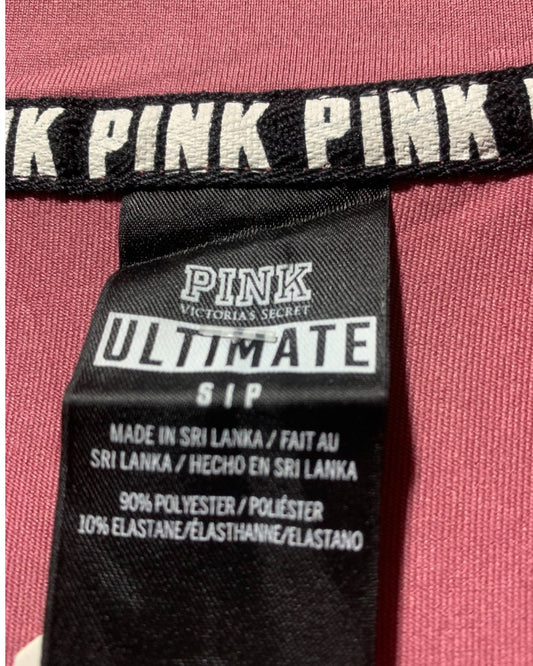 K PINK PINK
PINK
VICTORIA'S SECRET
ULTIMATE
S / P
MADE IN SRI LANKA / FAIT AU
SRI LANKA / HECHO EN SRI LANKA
90% POLYESTER / POLIÉSTER
10% ELASTANE/ÉLASTHANNE/ELASTANO